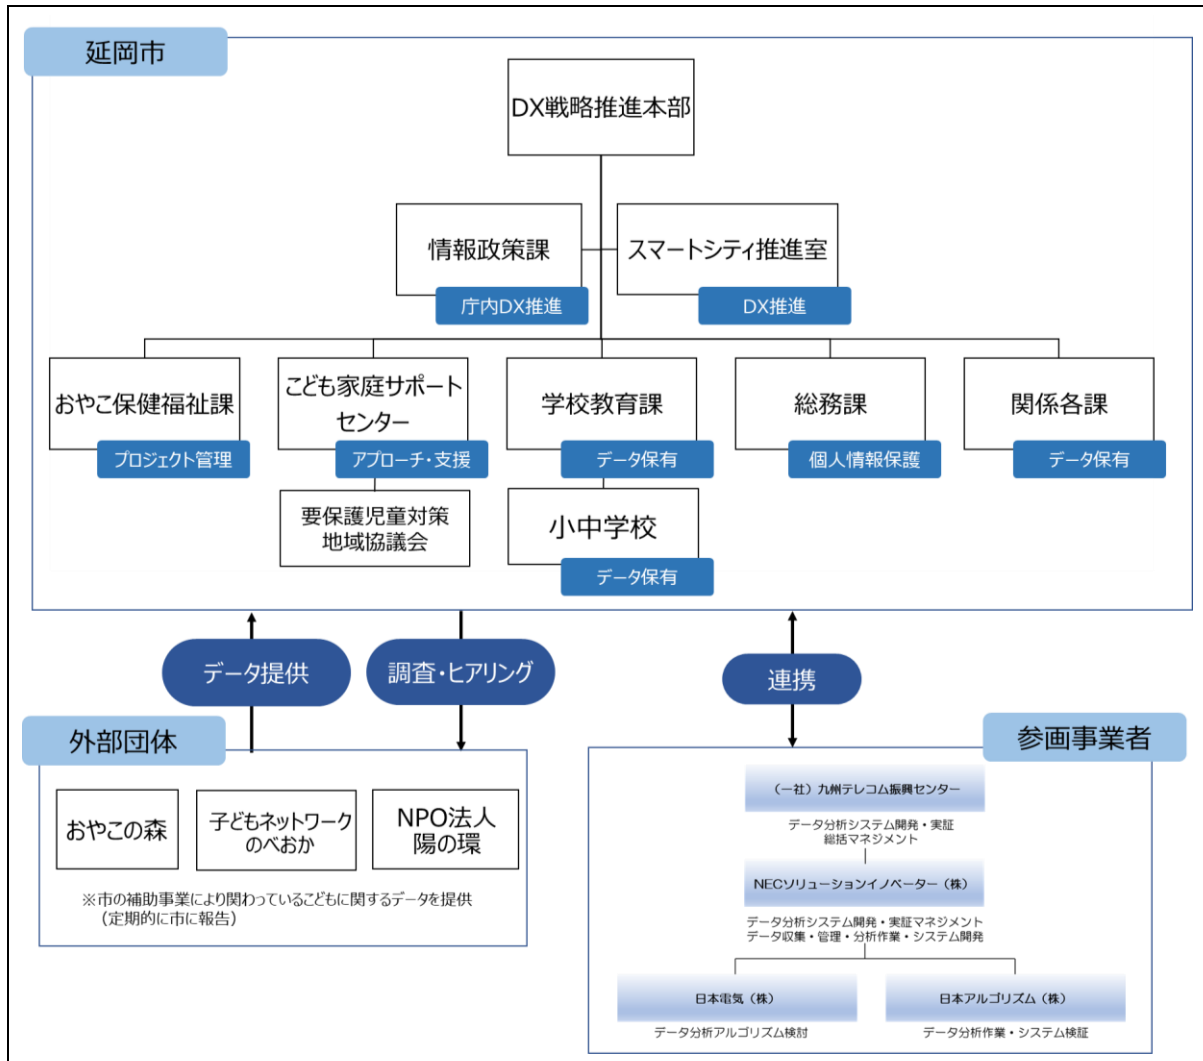 延岡市
DX戦略推進本部
情報政策課
庁内DX推進
スマートシティ推進室
DX推進
おやこ保健福祉課
プロジェクト管理
こども家庭サポート
センター
アプローチ・支援
学校教育課
データ保有
総務課
個人情報保護
関係各課
データ保有
要保護児童対策
地域協議会
小中学校
データ保有
データ提供
調査・ヒアリング
連携
外部団体
おやこの森
子どもネットワーク
のべおか
NPO法人
陽の環
※市の補助事業により関わっているこどもに関するデータを提供
（定期的に市に報告）
参画事業者
（一社）九州テレコム振興センター
データ分析システム開発・実証
総括マネジメント
NECソリューションイノベーター（株）
データ分析システム開発・実証マネジメント
データ収集・管理・分析作業・システム開発
日本電気（株）
データ分析アルゴリズム検討
日本アルゴリズム（株）
データ分析作業・システム検証